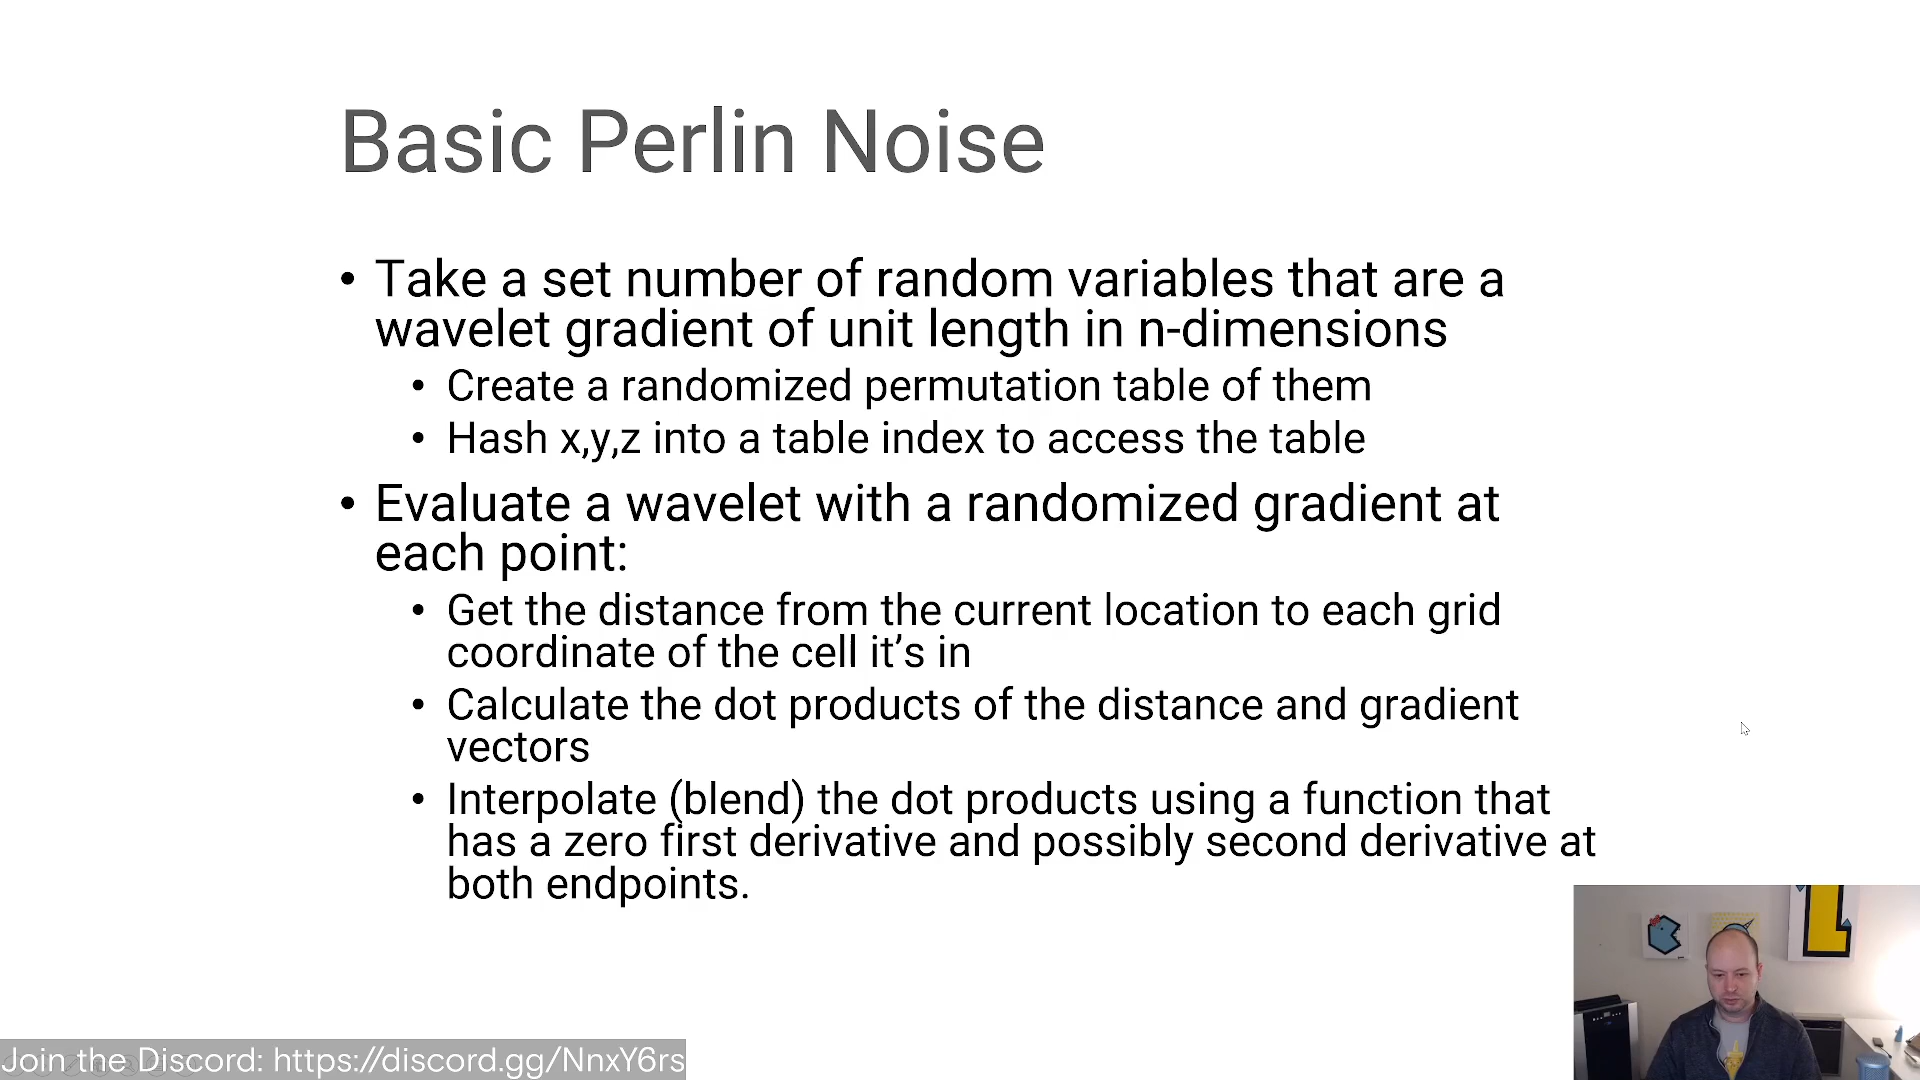 Basic Perlin Noise
• Take a set number of random variables that are a
wavelet gradient of unit length in n-dimensions
• Create a randomized permutation table of them
• Hash x,y,z into a table index to access the table
• Evaluate a wavelet with a randomized gradient at
each point:
• Get the distance from the current location to each grid
coordinate of the cell it’s in
• Calculate the dot products of the distance and gradient
vectors
• Interpolate (blend) the dot products using a function that
has a zero first derivative and possibly second derivative at
both endpoints.
Join the Discord: https://discord.gg/NnxY6rs